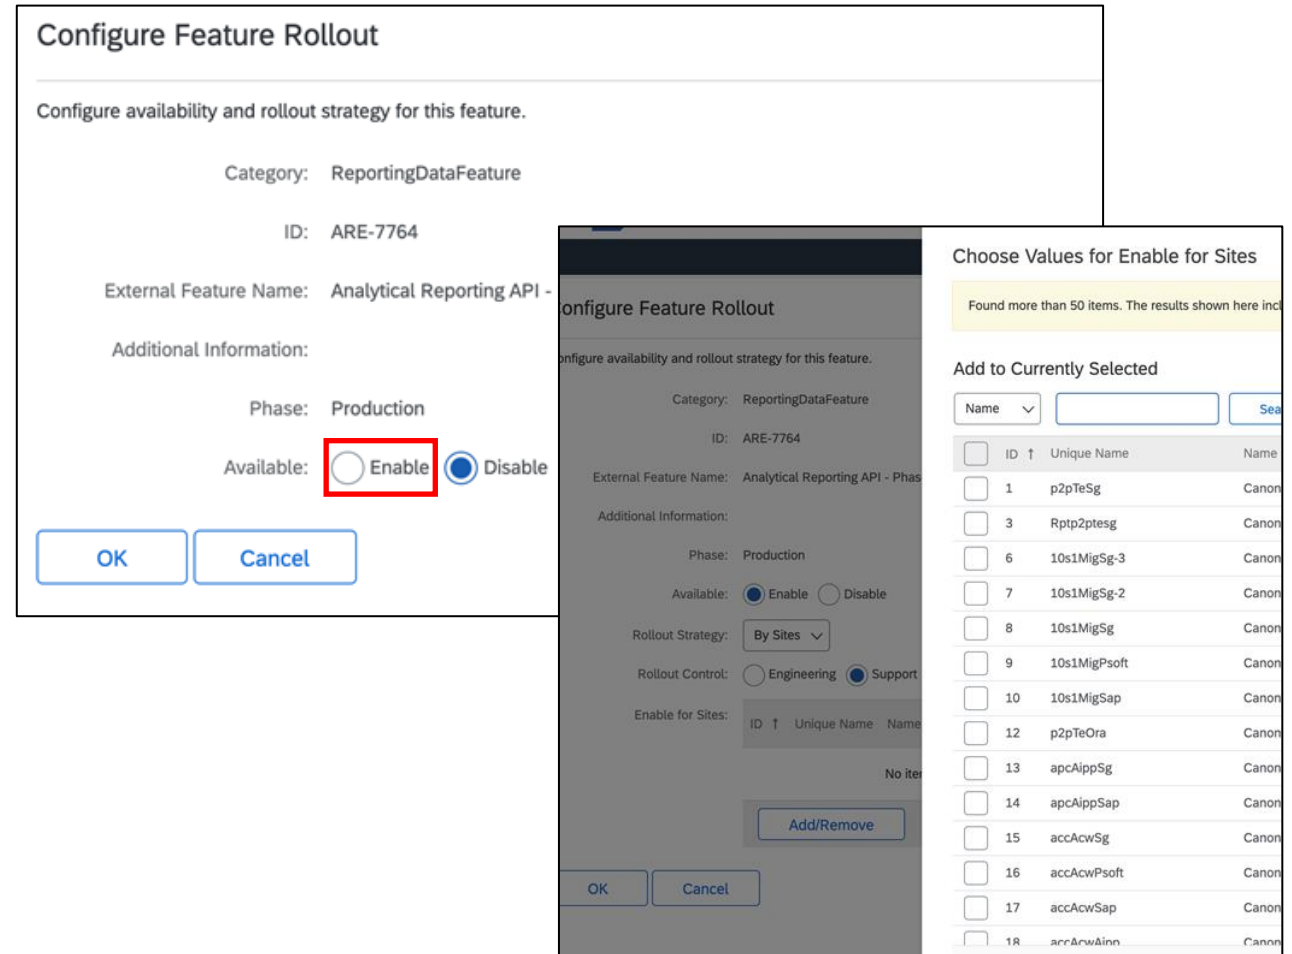 Configure Feature Rollout
Configure availability and rollout strategy for this feature.
Category: ReportingDataFeature
ID: ARE-7764
External Feature Name: Analytical Reporting API -
Additional Information:
Phase: Production
Available: Enable Disable
OK Cancel
onfigure Feature Rollout
onfigure availability and rollout strategy for this feature.
Category: ReportingDataFeature
ID: ARE-7764
External Feature Name: Analytical Reporting API - Phas
Additional Information:
Phase: Production
Available: Enable Disable
Rollout Strategy: By Sites
Rollout Control: Engineering Support
Enable for Sites: ID ↑ Unique Name Name
No iter
Add/Remove
OK Cancel
Choose Values for Enable for Sites
Found more than 50 items. The results shown here incl
Add to Currently Selected
Name Sea
ID ↑ Unique Name Name
1 p2pTeSg Canon
3 Rptp2ptesg Canon
6 10s1MigSg-3 Canon
7 10s1MigSg-2 Canon
8 10s1MigSg Canon
9 10s1MigPsoft Canon
10 10s1MigSap Canon
12 p2pTeOra Canon
13 apcAippSg Canon
14 apcAippSap Canon
15 accAcwSg Canon
16 accAcwPsoft Canon
17 accAcwSap Canon
18 accAcwAipp Canon